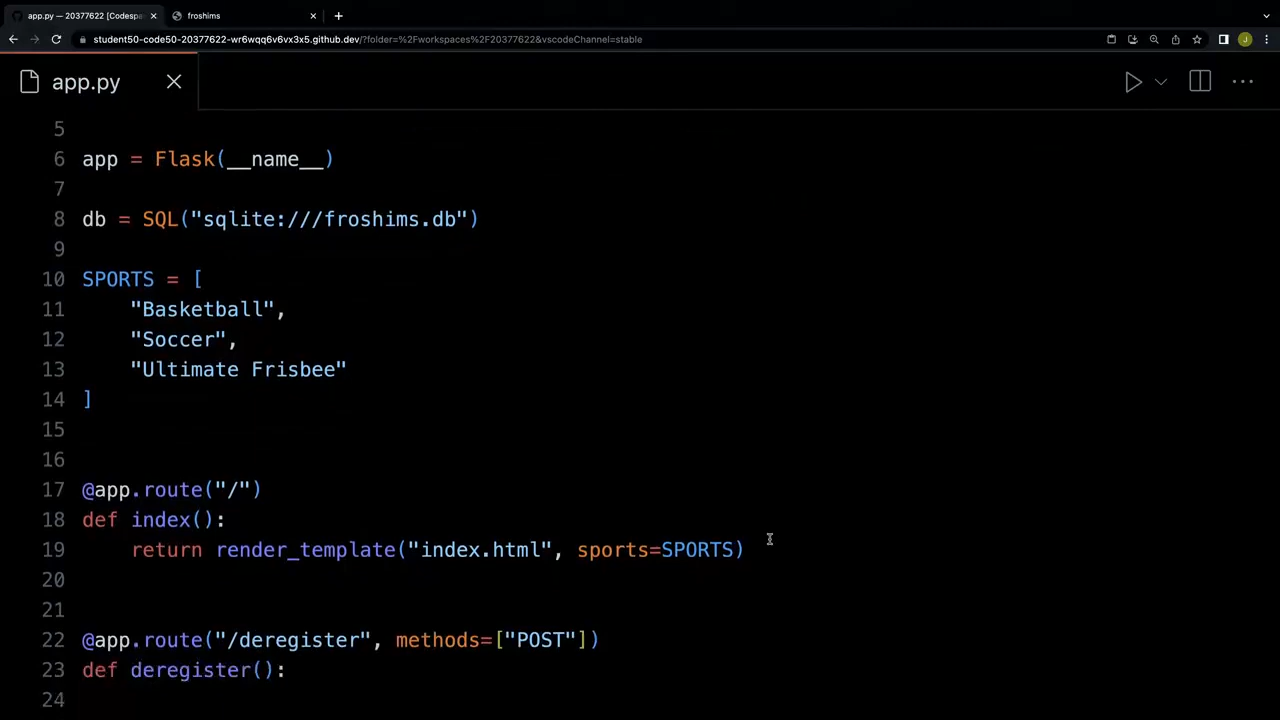 app.py — 20377622 [Codespa
froshims
student50-code50-20377622-wr6wqq6v6vx3x5.github.dev/?folder=%2Fworkspaces%2F20377622&vscodeChannel=stable
J
app.py
5
6 app = Flask(__name__)
7
8 db = SQL("sqlite:///froshims.db")
9
10 SPORTS = [
11     "Basketball",
12     "Soccer",
13     "Ultimate Frisbee"
14 ]
15
16
17 @app.route("/")
18 def index():
19     return render_template("index.html", sports=SPORTS)
20
21
22 @app.route("/deregister", methods=["POST"])
23 def deregister():
24